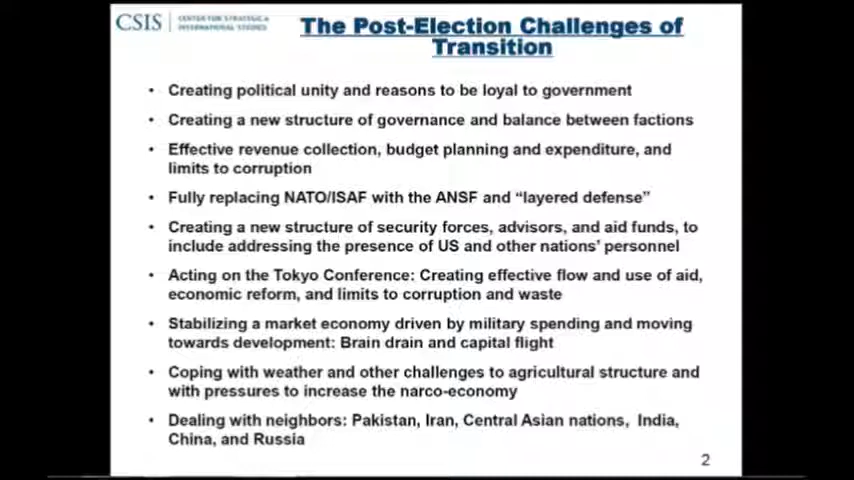 CSIS | CENTER FOR STRATEGIC & INTERNATIONAL STUDIES
The Post-Election Challenges of
Transition
• Creating political unity and reasons to be loyal to government
• Creating a new structure of governance and balance between factions
• Effective revenue collection, budget planning and expenditure, and
limits to corruption
• Fully replacing NATO/ISAF with the ANSF and “layered defense”
• Creating a new structure of security forces, advisors, and aid funds, to
include addressing the presence of US and other nations’ personnel
• Acting on the Tokyo Conference: Creating effective flow and use of aid,
economic reform, and limits to corruption and waste
• Stabilizing a market economy driven by military spending and moving
towards development: Brain drain and capital flight
• Coping with weather and other challenges to agricultural structure and
with pressures to increase the narco-economy
• Dealing with neighbors: Pakistan, Iran, Central Asian nations, India,
China, and Russia
2